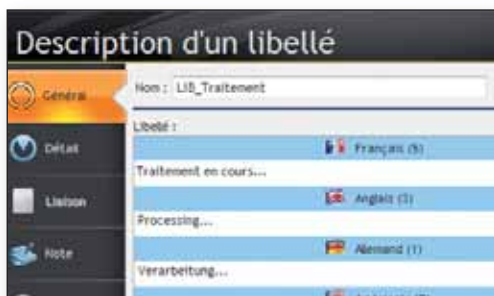 Description d'un libellé
Général
Nom : LIB_Traitement
Libellé :
Français (5)
Détail
Traitement en cours...
Liaison
Anglais (3)
Processing...
Note
Allemand (1)
Verarbeitung...